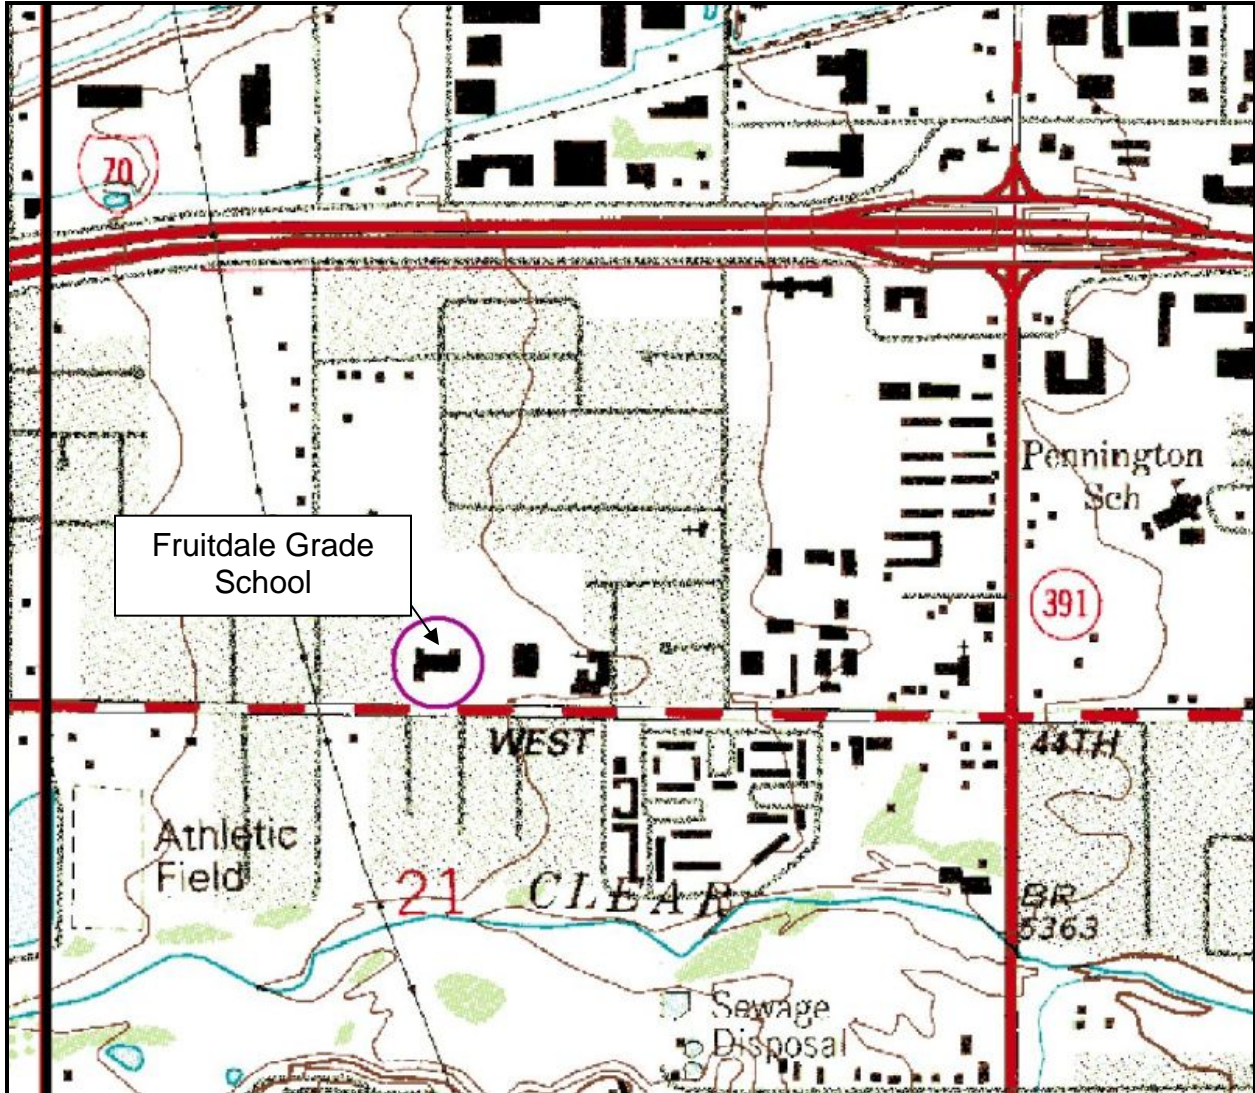 70
Pennington
Sch
Fruitdale Grade
School
391
WEST 44TH
Athletic
Field
21
CLEAR
BR
5363
Sewage
Disposal